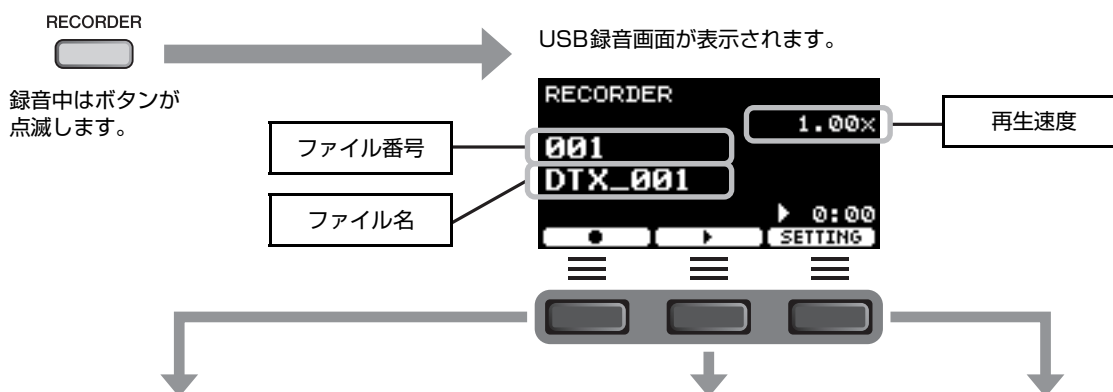 RECORDER
USB録音画面が表示されます。
録音中はボタンが
点滅します。
RECORDER
1.00x
再生速度
ファイル番号
001
DTX_001
ファイル名
0:00
SETTING